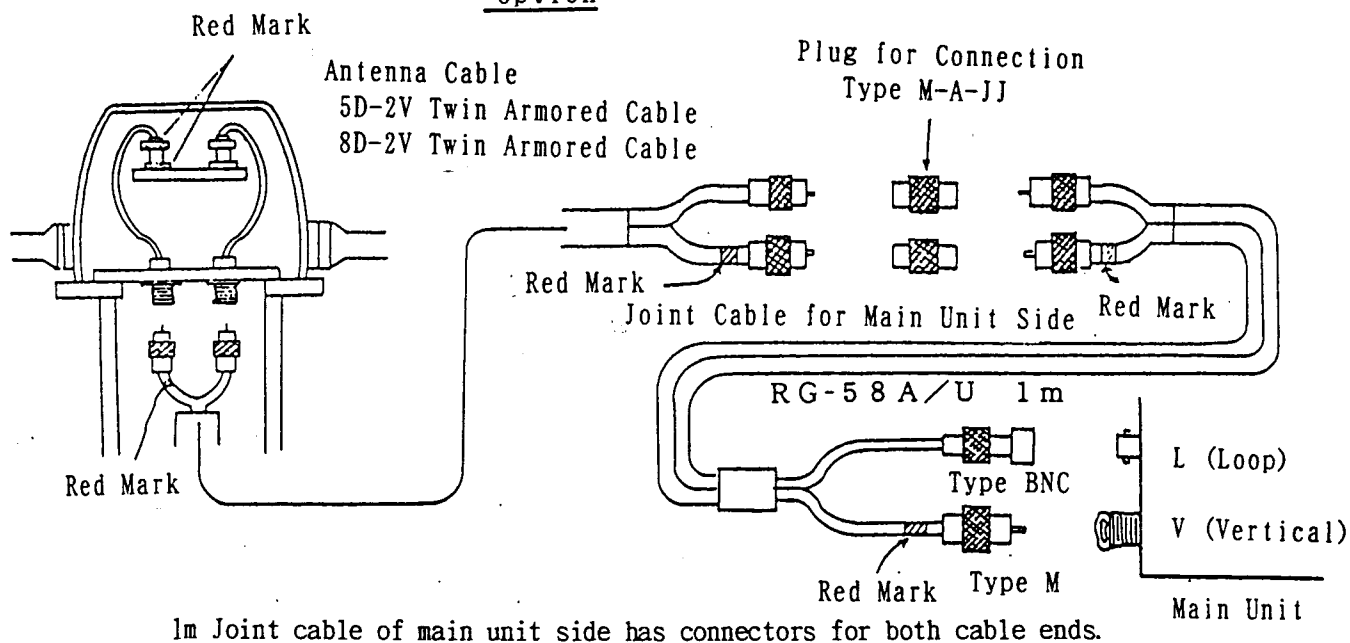 Option
Red Mark
Antenna Cable
5D-2V Twin Armored Cable
8D-2V Twin Armored Cable
Plug for Connection
Type M-A-JJ
Red Mark
Joint Cable for Main Unit Side
Red Mark
RG-58A/U 1m
Red Mark
Type BNC
L (Loop)
V (Vertical)
Red Mark
Type M
Main Unit
1m Joint cable of main unit side has connectors for both cable ends.